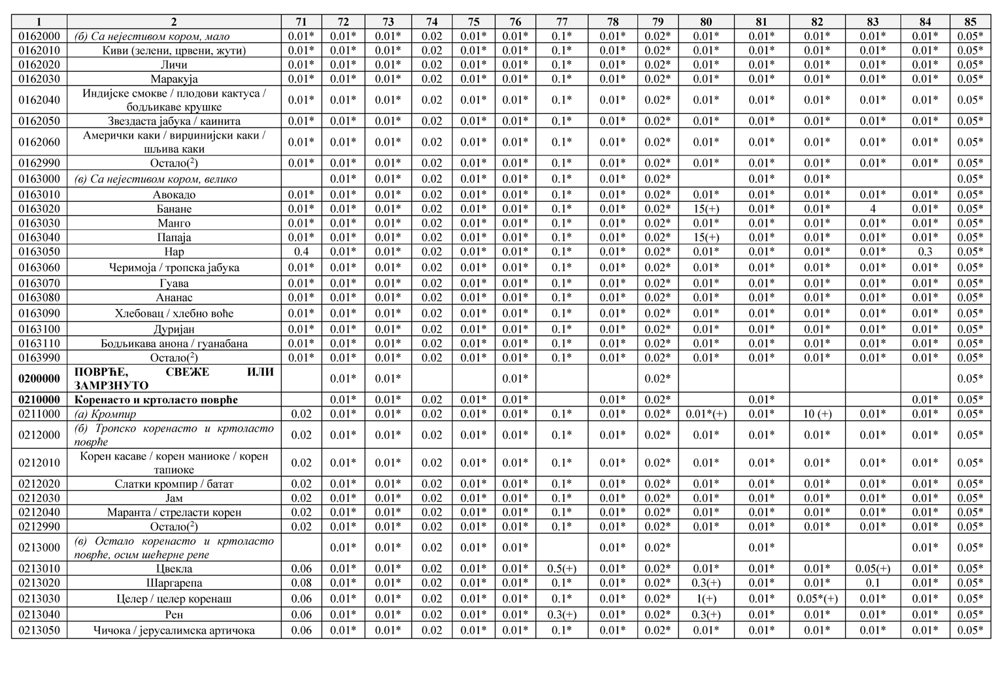 1 2 71 72 73 74 75 76 77 78 79 80 81 82 83 84 85
0162000 (б) Са нејестивом кором, мало 0.01* 0.01* 0.01* 0.02 0.01* 0.01* 0.1* 0.01* 0.02* 0.01* 0.01* 0.01* 0.01* 0.01* 0.05*
0162010 Киви (зелени, црвени, жути) 0.01* 0.01* 0.01* 0.02 0.01* 0.01* 0.1* 0.01* 0.02* 0.01* 0.01* 0.01* 0.01* 0.01* 0.05*
0162020 Личи 0.01* 0.01* 0.01* 0.02 0.01* 0.01* 0.1* 0.01* 0.02* 0.01* 0.01* 0.01* 0.01* 0.01* 0.05*
0162030 Маракуја 0.01* 0.01* 0.01* 0.02 0.01* 0.01* 0.1* 0.01* 0.02* 0.01* 0.01* 0.01* 0.01* 0.01* 0.05*
Индијске смокве / плодови кактуса /
0162040 бодљикаве крушке 0.01* 0.01* 0.01* 0.02 0.01* 0.01* 0.1* 0.01* 0.02* 0.01* 0.01* 0.01* 0.01* 0.01* 0.05*
0162050 Звездаста јабука / каинита 0.01* 0.01* 0.01* 0.02 0.01* 0.01* 0.1* 0.01* 0.02* 0.01* 0.01* 0.01* 0.01* 0.01* 0.05*
Амерички каки / вирџинијски каки /
0162060 шљива каки 0.01* 0.01* 0.01* 0.02 0.01* 0.01* 0.1* 0.01* 0.02* 0.01* 0.01* 0.01* 0.01* 0.01* 0.05*
0162990 Остало(²) 0.01* 0.01* 0.01* 0.02 0.01* 0.01* 0.1* 0.01* 0.02* 0.01* 0.01* 0.01* 0.01* 0.01* 0.05*
0163000 (в) Са нејестивом кором, велико 0.01* 0.01* 0.02 0.01* 0.01* 0.1* 0.01* 0.02* 0.01* 0.01* 0.05*
0163010 Авокадо 0.01* 0.01* 0.01* 0.02 0.01* 0.01* 0.1* 0.01* 0.02* 0.01* 0.01* 0.01* 0.01* 0.01* 0.05*
0163020 Банане 0.01* 0.01* 0.01* 0.02 0.01* 0.01* 0.1* 0.01* 0.02* 15(+) 0.01* 0.01* 4 0.01* 0.05*
0163030 Манго 0.01* 0.01* 0.01* 0.02 0.01* 0.01* 0.1* 0.01* 0.02* 0.01* 0.01* 0.01* 0.01* 0.01* 0.05*
0163040 Папаја 0.01* 0.01* 0.01* 0.02 0.01* 0.01* 0.1* 0.01* 0.02* 15(+) 0.01* 0.01* 0.01* 0.01* 0.05*
0163050 Нар 0.4 0.01* 0.01* 0.02 0.01* 0.01* 0.1* 0.01* 0.02* 0.01* 0.01* 0.01* 0.01* 0.3 0.05*
0163060 Черимоја / тропска јабука 0.01* 0.01* 0.01* 0.02 0.01* 0.01* 0.1* 0.01* 0.02* 0.01* 0.01* 0.01* 0.01* 0.01* 0.05*
0163070 Гуава 0.01* 0.01* 0.01* 0.02 0.01* 0.01* 0.1* 0.01* 0.02* 0.01* 0.01* 0.01* 0.01* 0.01* 0.05*
0163080 Ананас 0.01* 0.01* 0.01* 0.02 0.01* 0.01* 0.1* 0.01* 0.02* 0.01* 0.01* 0.01* 0.01* 0.01* 0.05*
0163090 Хлебовац / хлебно воће 0.01* 0.01* 0.01* 0.02 0.01* 0.01* 0.1* 0.01* 0.02* 0.01* 0.01* 0.01* 0.01* 0.01* 0.05*
0163100 Дуријан 0.01* 0.01* 0.01* 0.02 0.01* 0.01* 0.1* 0.01* 0.02* 0.01* 0.01* 0.01* 0.01* 0.01* 0.05*
0163110 Бодљикава анона / гуанабана 0.01* 0.01* 0.01* 0.02 0.01* 0.01* 0.1* 0.01* 0.02* 0.01* 0.01* 0.01* 0.01* 0.01* 0.05*
0163990 Остало(²) 0.01* 0.01* 0.01* 0.02 0.01* 0.01* 0.1* 0.01* 0.02* 0.01* 0.01* 0.01* 0.01* 0.01* 0.05*
ПОВРЋЕ, СВЕЖЕ ИЛИ
0200000 ЗАМРЗНУТО 0.01* 0.01* 0.01* 0.02* 0.05*
0210000 Коренасто и кртоласто поврће 0.01* 0.01* 0.02 0.01* 0.01* 0.01* 0.02* 0.01* 0.01* 0.05*
0211000 (а) Кромпир 0.02 0.01* 0.01* 0.02 0.01* 0.01* 0.1* 0.01* 0.02* 0.01*(+) 0.01* 10 (+) 0.01* 0.01* 0.05*
(б) Тропско коренасто и кртоласто
0212000 поврће 0.02 0.01* 0.01* 0.02 0.01* 0.01* 0.1* 0.01* 0.02* 0.01* 0.01* 0.01* 0.01* 0.01* 0.05*
Корен касаве / корен маниоке / корен
0212010 тапиоке 0.02 0.01* 0.01* 0.02 0.01* 0.01* 0.1* 0.01* 0.02* 0.01* 0.01* 0.01* 0.01* 0.01* 0.05*
0212020 Слатки кромпир / батат 0.02 0.01* 0.01* 0.02 0.01* 0.01* 0.1* 0.01* 0.02* 0.01* 0.01* 0.01* 0.01* 0.01* 0.05*
0212030 Јам 0.02 0.01* 0.01* 0.02 0.01* 0.01* 0.1* 0.01* 0.02* 0.01* 0.01* 0.01* 0.01* 0.01* 0.05*
0212040 Маранта / стреласти корен 0.02 0.01* 0.01* 0.02 0.01* 0.01* 0.1* 0.01* 0.02* 0.01* 0.01* 0.01* 0.01* 0.01* 0.05*
0212990 Остало(²) 0.02 0.01* 0.01* 0.02 0.01* 0.01* 0.1* 0.01* 0.02* 0.01* 0.01* 0.01* 0.01* 0.01* 0.05*
(в) Остало коренасто и кртоласто
0213000 поврће, осим шећерне репе 0.01* 0.01* 0.02 0.01* 0.01* 0.01* 0.02* 0.01* 0.01* 0.05*
0213010 Цвекла 0.06 0.01* 0.01* 0.02 0.01* 0.01* 0.5(+) 0.01* 0.02* 0.01* 0.01* 0.01* 0.05(+) 0.01* 0.05*
0213020 Шаргарепа 0.08 0.01* 0.01* 0.02 0.01* 0.01* 0.1* 0.01* 0.02* 0.3(+) 0.01* 0.01* 0.1 0.01* 0.05*
0213030 Целер / целер коренаш 0.06 0.01* 0.01* 0.02 0.01* 0.01* 0.1* 0.01* 0.02* 1(+) 0.01* 0.05*(+) 0.01* 0.01* 0.05*
0213040 Рен 0.06 0.01* 0.01* 0.02 0.01* 0.01* 0.3(+) 0.01* 0.02* 0.3(+) 0.01* 0.01* 0.01* 0.01* 0.05*
0213050 Чичока / јерусалимска артичока 0.06 0.01* 0.01* 0.02 0.01* 0.01* 0.1* 0.01* 0.02* 0.01* 0.01* 0.01* 0.01* 0.01* 0.05*